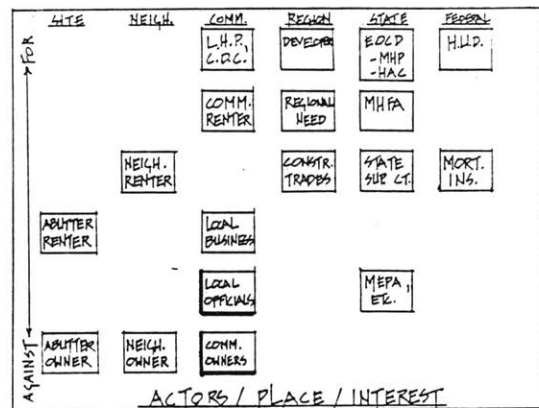 SITE NEIGH. COMM. REGION STATE FEDERAL
FOR
L.H.P., DEVELOPER EOCD H.U.D.
C.D.C. -MHP
-HAC
COMM. REGIONAL MHFA
RENTER NEED
NEIGH. CONSTR. STATE MORT.
RENTER TRADES SUP CT. INS.
ABUTTER LOCAL
RENTER BUSINESS
LOCAL MEPA,
OFFICIALS ETC.
ABUTTER NEIGH. COMM.
OWNER OWNER OWNERS
AGAINST
ACTORS / PLACE / INTEREST